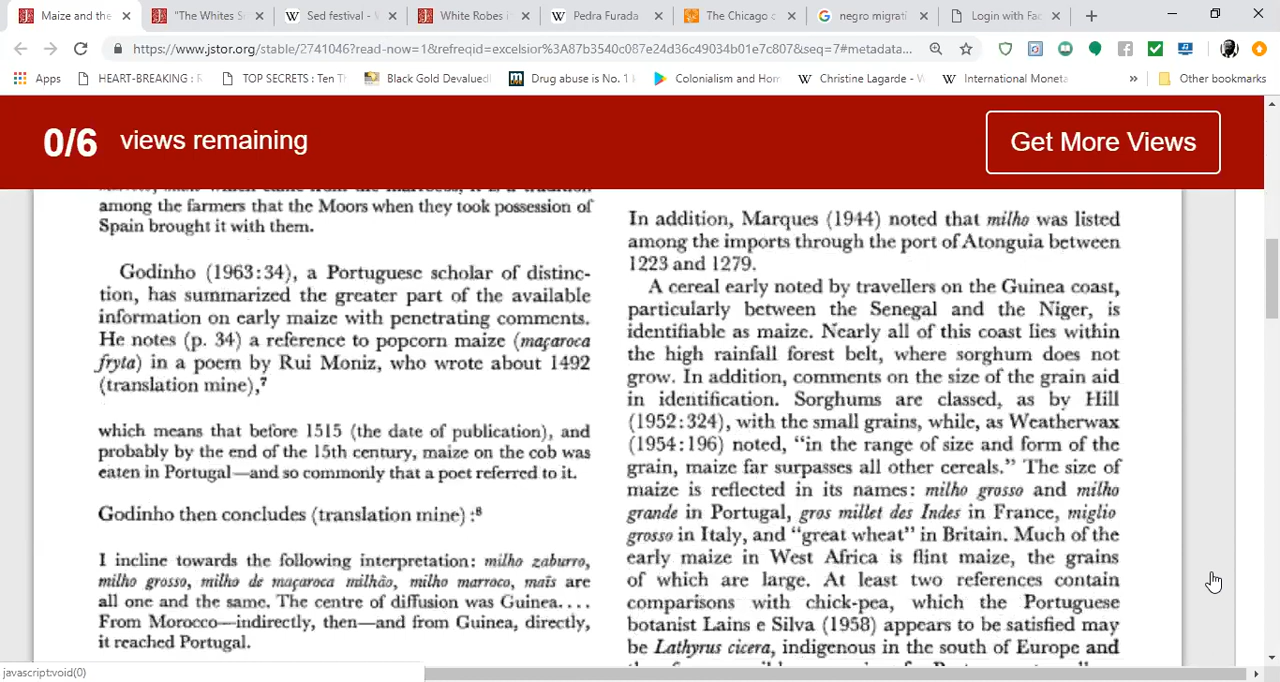 Maize and the
"The Whites S
Sed festival -
White Robes i
Pedra Furada
The Chicago
negro migrati
Login with Fac
https://www.jstor.org/stable/2741046?read-now=1&refreqid=excelsior%3A87b3540c087e24d36c49034b01e7c807&seq=7#metadata...
Apps
HEART-BREAKING :
TOP SECRETS : Ten Th
Black Gold Devalued
Drug abuse is No. 1
Colonialism and Hom
Christine Lagarde -
International Moneta
»
Other bookmarks
0/6 views remaining
Get More Views
among the farmers that the Moors when they took possession of
Spain brought it with them.
Godinho (1963:34), a Portuguese scholar of distinc-
tion, has summarized the greater part of the available
information on early maize with penetrating comments.
He notes (p. 34) a reference to popcorn maize (maçaroca
fryta) in a poem by Rui Moniz, who wrote about 1492
(translation mine),⁷
which means that before 1515 (the date of publication), and
probably by the end of the 15th century, maize on the cob was
eaten in Portugal—and so commonly that a poet referred to it.
Godinho then concludes (translation mine):⁸
I incline towards the following interpretation: milho zaburro,
milho grosso, milho de maçaroca milhão, milho marroco, maïs are
all one and the same. The centre of diffusion was Guinea. . . .
From Morocco—indirectly, then—and from Guinea, directly,
it reached Portugal.
In addition, Marques (1944) noted that milho was listed
among the imports through the port of Atonguia between
1223 and 1279.
A cereal early noted by travellers on the Guinea coast,
particularly between the Senegal and the Niger, is
identifiable as maize. Nearly all of this coast lies within
the high rainfall forest belt, where sorghum does not
grow. In addition, comments on the size of the grain aid
in identification. Sorghums are classed, as by Hill
(1952:324), with the small grains, while, as Weatherwax
(1954:196) noted, "in the range of size and form of the
grain, maize far surpasses all other cereals." The size of
maize is reflected in its names: milho grosso and milho
grande in Portugal, gros millet des Indes in France, miglio
grosso in Italy, and "great wheat" in Britain. Much of the
early maize in West Africa is flint maize, the grains
of which are large. At least two references contain
comparisons with chick-pea, which the Portuguese
botanist Lains e Silva (1958) appears to be satisfied may
be Lathyrus cicera, indigenous in the south of Europe and
javascript:void(0)